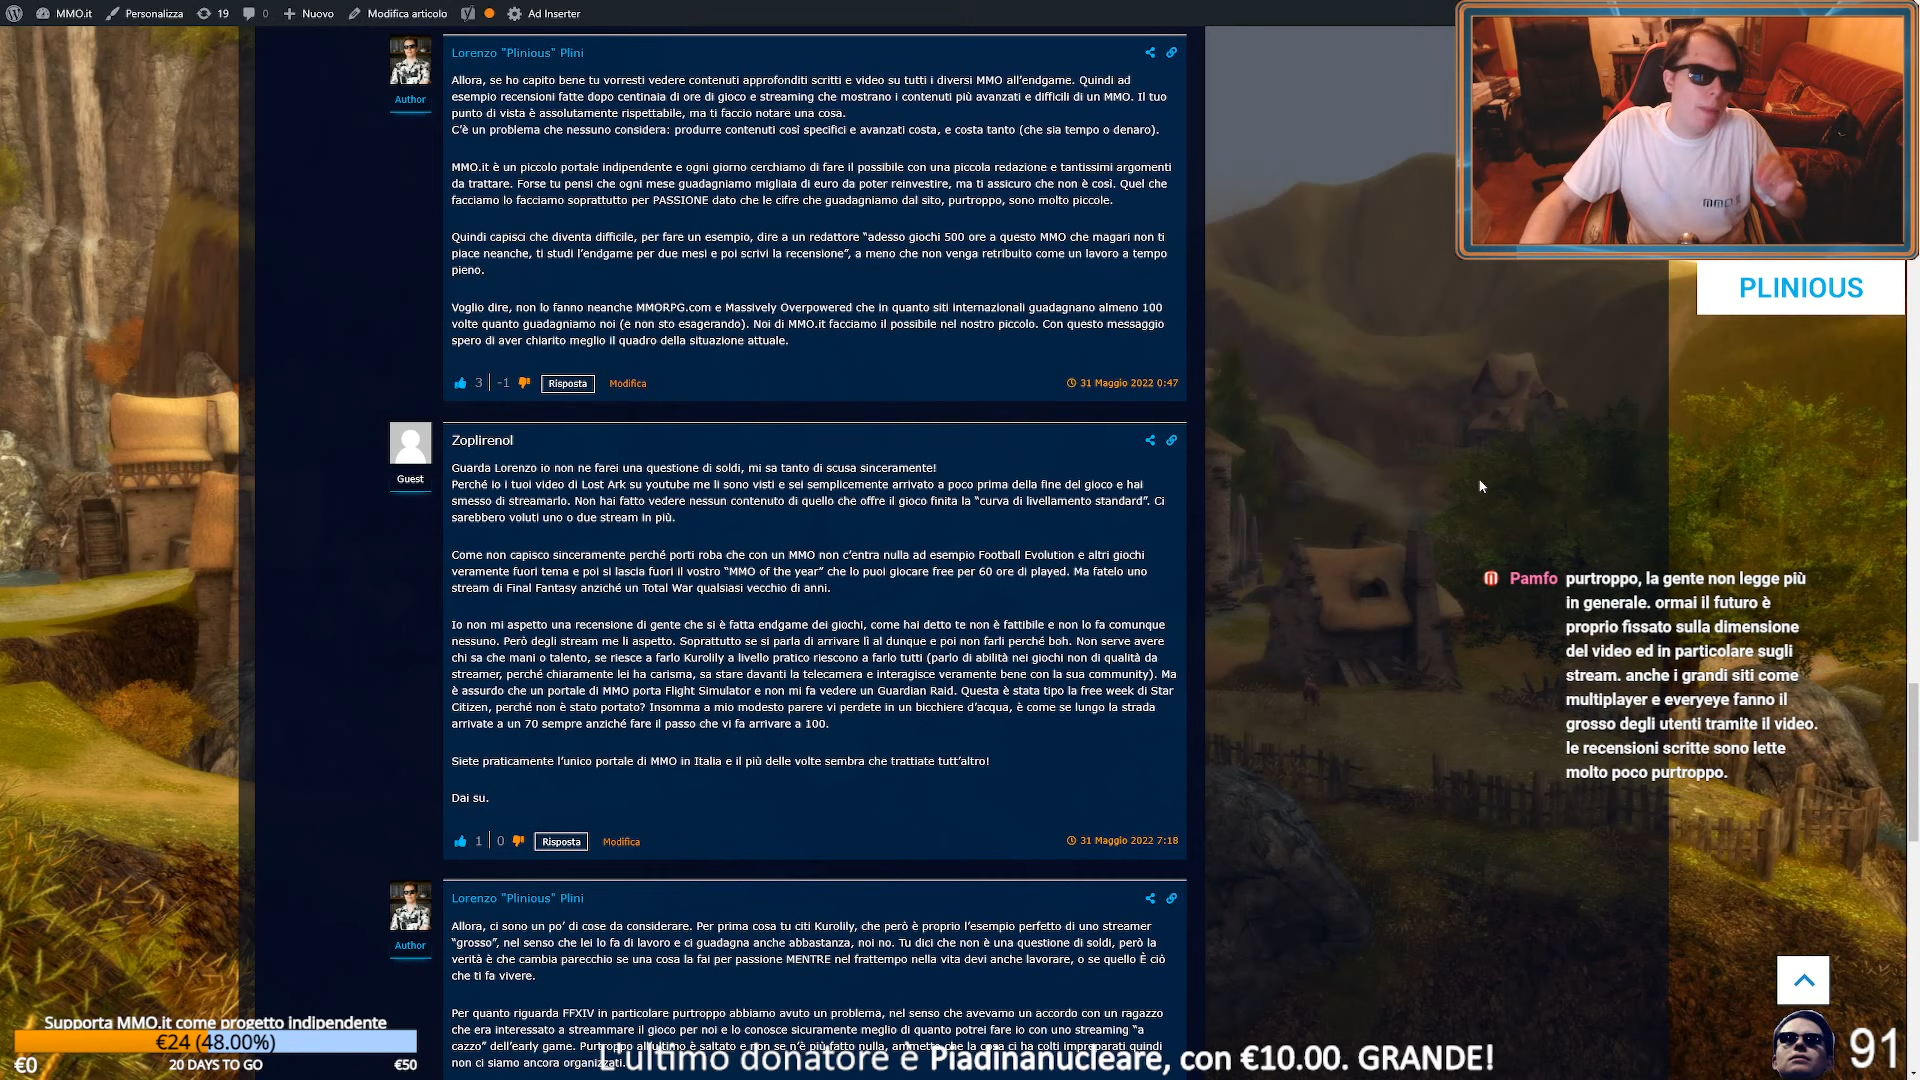 MMO.it Personalizza 19 0 Nuovo Modifica articolo Ad Inserter
Lorenzo "Plinious" Plini
Author
Allora, se ho capito bene tu vorresti vedere contenuti approfonditi scritti e video su tutti i diversi MMO all'endgame. Quindi ad
esempio recensioni fatte dopo centinaia di ore di gioco e streaming che mostrano i contenuti più avanzati e difficili di un MMO. Il tuo
punto di vista è assolutamente rispettabile, ma ti faccio notare una cosa.
C'è un problema che nessuno considera: produrre contenuti così specifici e avanzati costa, e costa tanto (che sia tempo o denaro).
MMO.it è un piccolo portale indipendente e ogni giorno cerchiamo di fare il possibile con una piccola redazione e tantissimi argomenti
da trattare. Forse tu pensi che ogni mese guadagniamo migliaia di euro da poter reinvestire, ma ti assicuro che non è così. Quel che
facciamo lo facciamo soprattutto per PASSIONE dato che le cifre che guadagniamo dal sito, purtroppo, sono molto piccole.
Quindi capisci che diventa difficile, per fare un esempio, dire a un redattore "adesso giochi 500 ore a questo MMO che magari non ti
piace neanche, ti studi l'endgame per due mesi e poi scrivi la recensione", a meno che non venga retribuito come un lavoro a tempo
pieno.
Voglio dire, non lo fanno neanche MMORPG.com e Massively Overpowered che in quanto siti internazionali guadagnano almeno 100
volte quanto guadagniamo noi (e non sto esagerando). Noi di MMO.it facciamo il possibile nel nostro piccolo. Con questo messaggio
spero di aver chiarito meglio il quadro della situazione attuale.
3 -1 Risposta Modifica 31 Maggio 2022 0:47
Zoplirenol
Guest
Guarda Lorenzo io non ne farei una questione di soldi, mi sa tanto di scusa sinceramente!
Perché io i tuoi video di Lost Ark su youtube me li sono visti e sei semplicemente arrivato a poco prima della fine del gioco e hai
smesso di streamarlo. Non hai fatto vedere nessun contenuto di quello che offre il gioco finita la "curva di livellamento standard". Ci
sarebbero voluti uno o due stream in più.
Come non capisco sinceramente perché porti roba che con un MMO non c'entra nulla ad esempio Football Evolution e altri giochi
veramente fuori tema e poi si lascia fuori il vostro "MMO of the year" che lo puoi giocare free per 60 ore di played. Ma fatelo uno
stream di Final Fantasy anziché un Total War qualsiasi vecchio di anni.
Io non mi aspetto una recensione di gente che si è fatta endgame dei giochi, come hai detto te non è fattibile e non lo fa comunque
nessuno. Però degli stream me li aspetto. Soprattutto se si parla di arrivare lì al dunque e poi non farli perché boh. Non serve avere
chi sa che mani o talento, se riesce a farlo Kurolily a livello pratico riescono a farlo tutti (parlo di abilità nei giochi non di qualità da
streamer, perché chiaramente lei ha carisma, sa stare davanti la telecamera e interagisce veramente bene con la sua community). Ma
è assurdo che un portale di MMO porta Flight Simulator e non mi fa vedere un Guardian Raid. Questa è stata tipo la free week di Star
Citizen, perché non è stato portato? Insomma a mio modesto parere vi perdete in un bicchiere d'acqua, è come se lungo la strada
arrivate a un 70 sempre anziché fare il passo che vi fa arrivare a 100.
Siete praticamente l'unico portale di MMO in Italia e il più delle volte sembra che trattiate tutt'altro!
Dai su.
1 0 Risposta Modifica 31 Maggio 2022 7:18
Lorenzo "Plinious" Plini
Author
Allora, ci sono un po' di cose da considerare. Per prima cosa tu citi Kurolily, che però è proprio l'esempio perfetto di uno streamer
"grosso", nel senso che lei lo fa di lavoro e ci guadagna anche abbastanza, noi no. Tu dici che non è una questione di soldi, però la
verità è che cambia parecchio se una cosa la fai per passione MENTRE nel frattempo nella vita devi anche lavorare, o se quello È ciò
che ti fa vivere.
Per quanto riguarda FFXIV in particolare purtroppo abbiamo avuto un problema, nel senso che avevamo un accordo con un ragazzo
che era interessato a streammare il gioco per noi e lo conosce sicuramente meglio di quanto potrei fare io con uno streaming "a
cazzo" dell'early game. Purtroppo all'ultimo è saltato e non se n'è più fatto nulla, ammetto che la cosa ci ha colti impreparati quindi
non ci siamo ancora organizzati.
PLINIOUS
Pamfo purtroppo, la gente non legge più
in generale. ormai il futuro è
proprio fissato sulla dimensione
del video ed in particolare sugli
stream. anche i grandi siti come
multiplayer e everyeye fanno il
grosso degli utenti tramite il video.
le recensioni scritte sono lette
molto poco purtroppo.
Supporta MMO.it come progetto indipendente
€24 (48.00%)
€0 20 DAYS TO GO €50
L'ultimo donatore è Piadinanucleare, con €10.00. GRANDE!
91